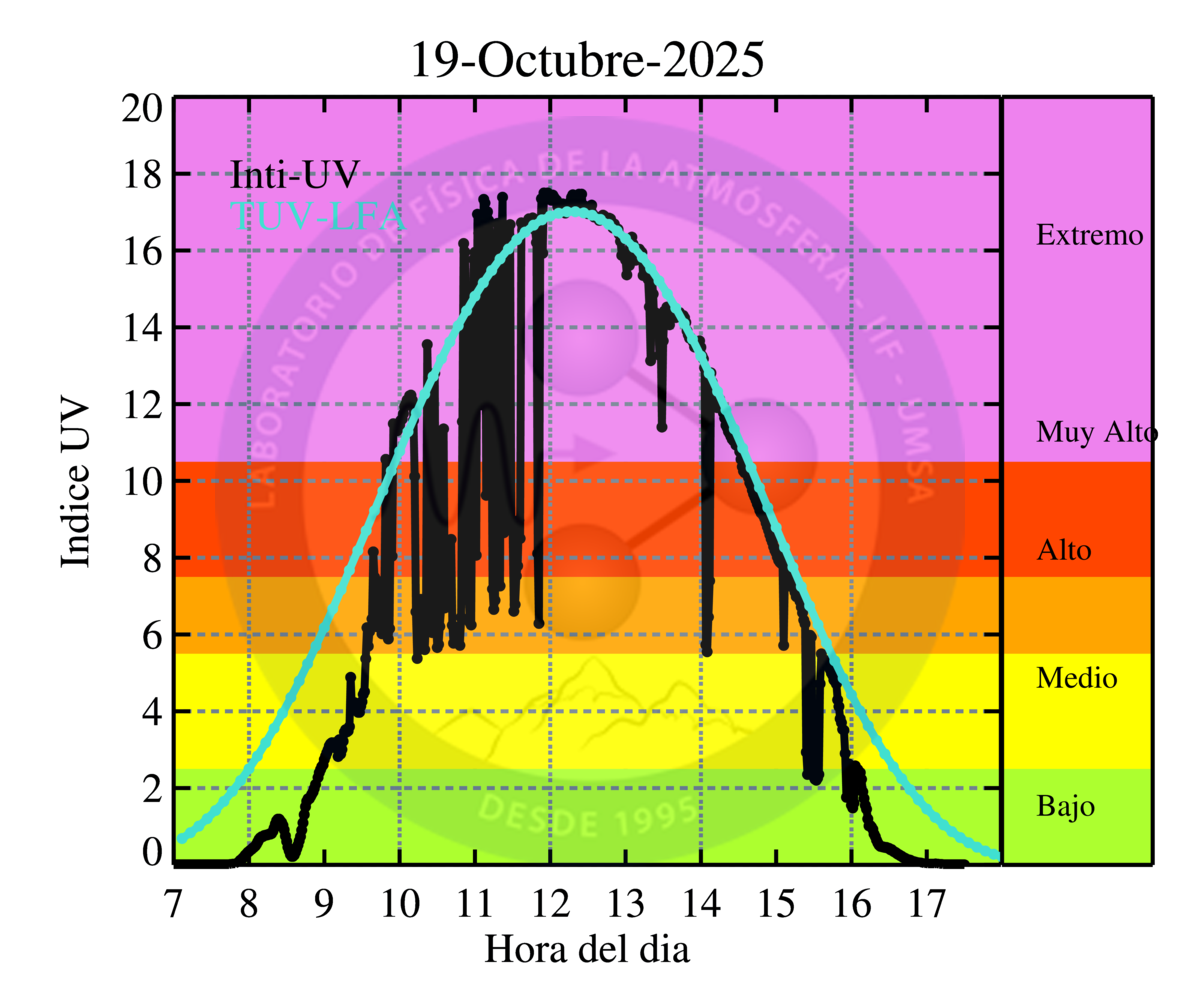 19-Octubre-2025
20
18
16
14
12
10
8
6
4
2
0
Indice UV
Inti-UV
TUV-LFA
LABORATORIO DE FÍSICA DE LA ATMÓSFERA - IIF - UMSA
DESDE 1995
Extremo
Muy Alto
Alto
Medio
Bajo
7 8 9 10 11 12 13 14 15 16 17
Hora del dia